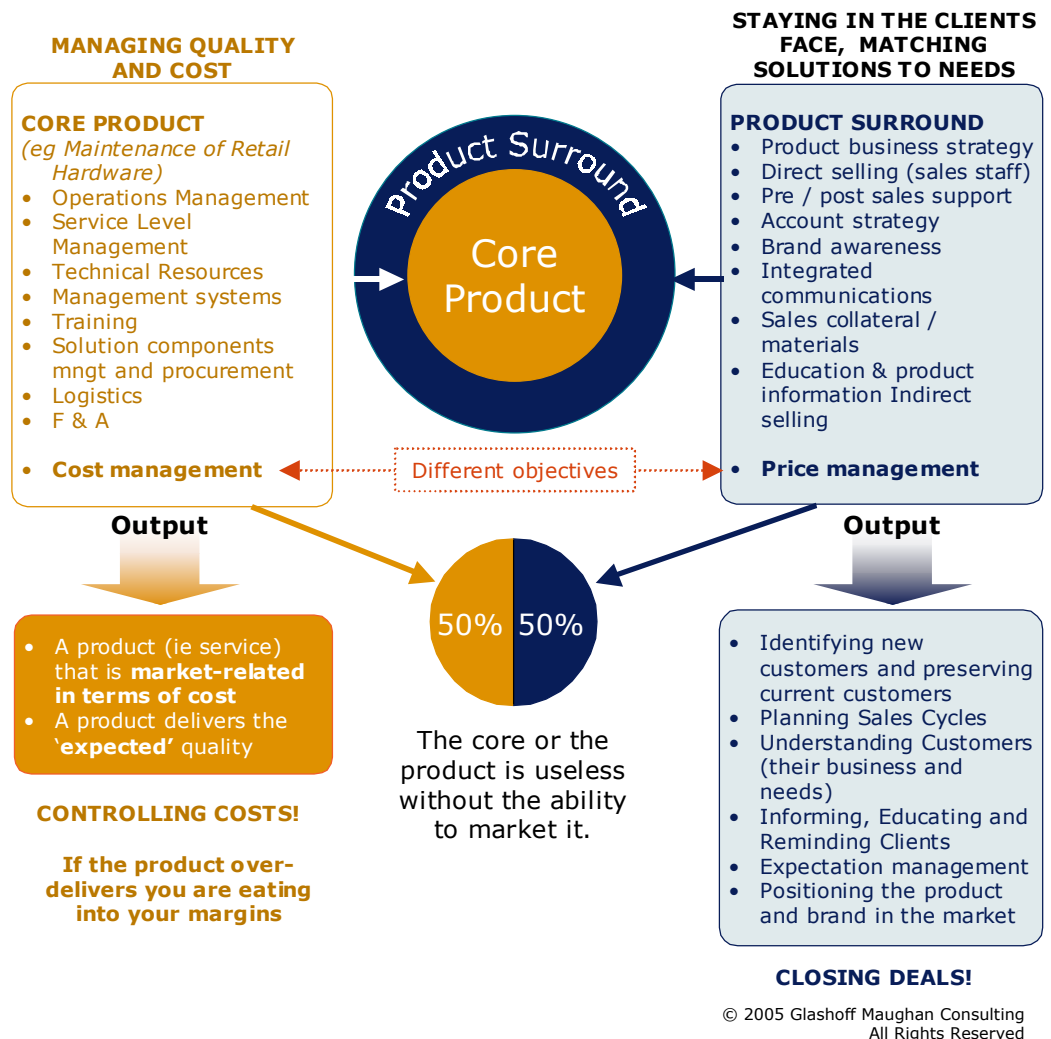 MANAGING QUALITY
AND COST
CORE PRODUCT
(eg Maintenance of Retail
Hardware)
• Operations Management
• Service Level
Management
• Technical Resources
• Management systems
• Training
• Solution components
mngt and procurement
• Logistics
• F & A
• Cost management
Product Surround
Core
Product
Different objectives
STAYING IN THE CLIENTS
FACE, MATCHING
SOLUTIONS TO NEEDS
PRODUCT SURROUND
• Product business strategy
• Direct selling (sales staff)
• Pre / post sales support
• Account strategy
• Brand awareness
• Integrated
communications
• Sales collateral /
materials
• Education & product
information Indirect
selling
• Price management
Output
• A product (ie service)
that is market-related
in terms of cost
• A product delivers the
‘expected’ quality
CONTROLLING COSTS!
If the product over-
delivers you are eating
into your margins
50% 50%
The core or the
product is useless
without the ability
to market it.
Output
• Identifying new
customers and preserving
current customers
• Planning Sales Cycles
• Understanding Customers
(their business and
needs)
• Informing, Educating and
Reminding Clients
• Expectation management
• Positioning the product
and brand in the market
CLOSING DEALS!
© 2005 Glashoff Maughan Consulting
All Rights Reserved